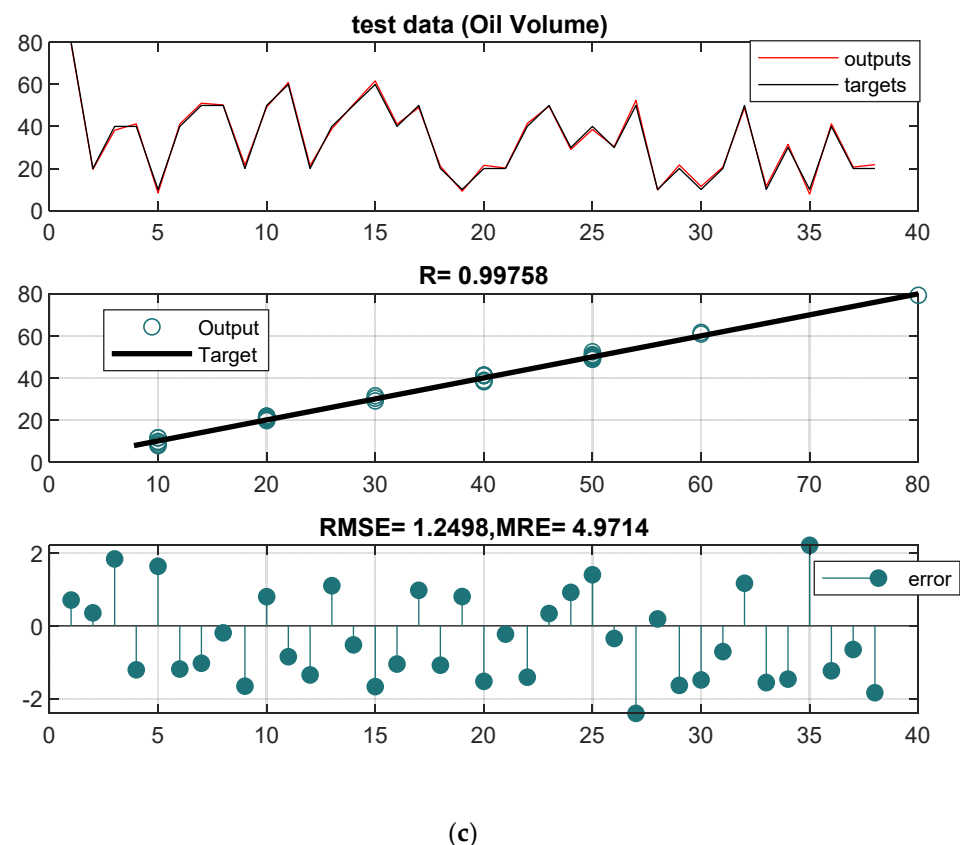 test data (Oil Volume)
80
60
40
20
0
outputs
targets
0 5 10 15 20 25 30 35 40
R= 0.99758
80
60
40
20
0
Output
Target
0 10 20 30 40 50 60 70 80
RMSE= 1.2498,MRE= 4.9714
2
0
-2
error
0 5 10 15 20 25 30 35 40
(c)